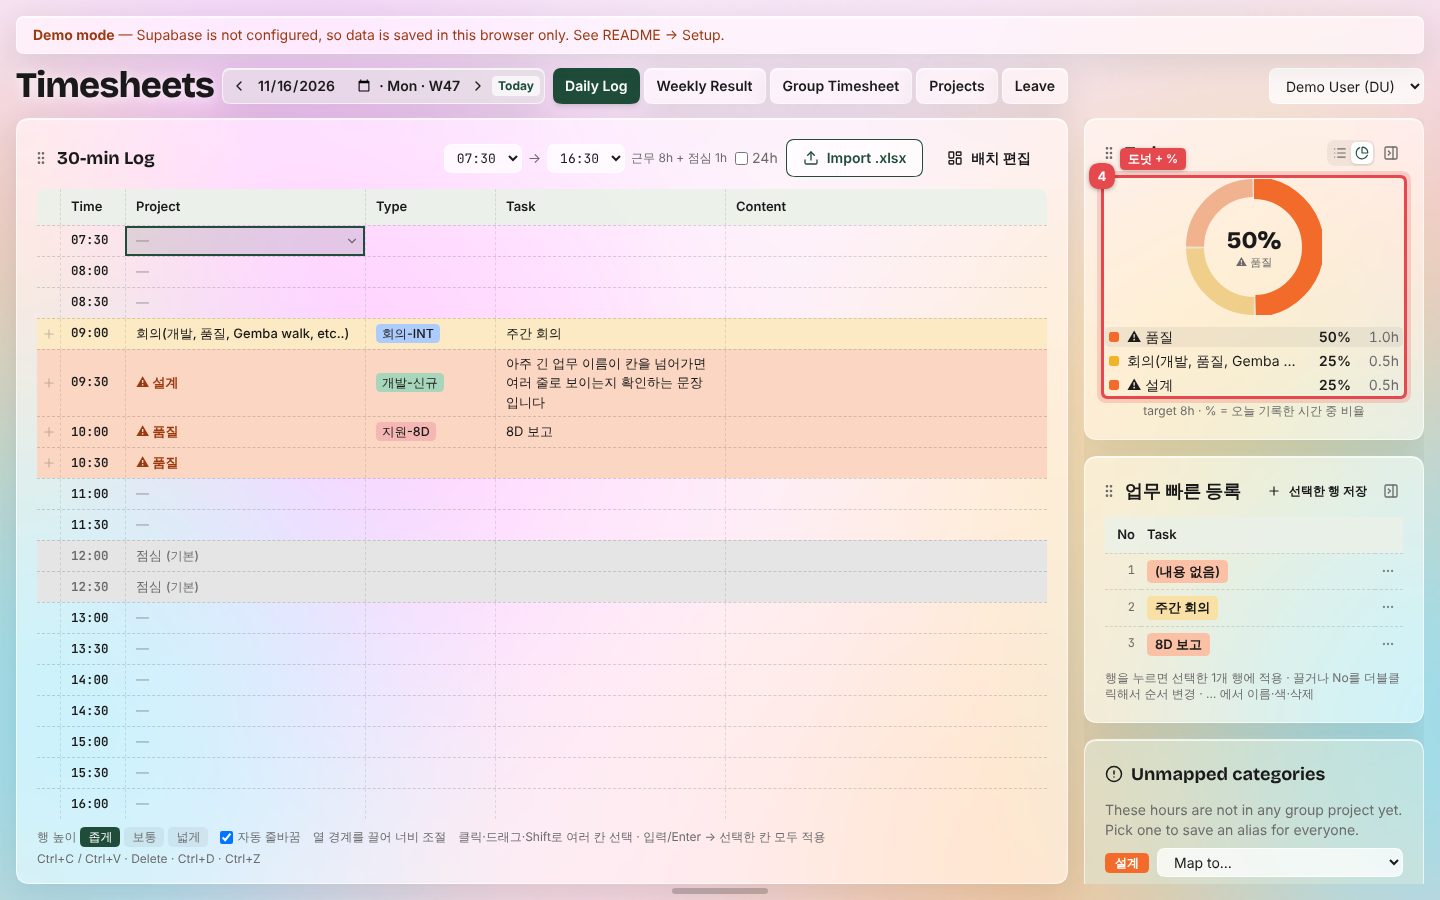 Demo mode — Supabase is not configured, so data is saved in this browser only. See README → Setup.
Timesheets
11/16/2026 · Mon · W47 Today
Daily Log Weekly Result Group Timesheet Projects Leave
Demo User (DU)
30-min Log
07:30 → 16:30 근무 8h + 점심 1h 24h Import .xlsx 배치 편집
Time Project Type Task Content
07:30 —
08:00 —
08:30 —
+ 09:00 회의(개발, 품질, Gemba walk, etc..) 회의-INT 주간 회의
+ 09:30 ⚠ 설계 개발-신규 아주 긴 업무 이름이 칸을 넘어가면
여러 줄로 보이는지 확인하는 문장
입니다
+ 10:00 ⚠ 품질 지원-8D 8D 보고
+ 10:30 ⚠ 품질
11:00 —
11:30 —
12:00 점심 (기본)
12:30 점심 (기본)
13:00 —
13:30 —
14:00 —
14:30 —
15:00 —
15:30 —
16:00 —
행 높이 좁게 보통 넓게 자동 줄바꿈 열 경계를 끌어 너비 조절 클릭·드래그·Shift로 여러 칸 선택 · 입력/Enter → 선택한 칸 모두 적용
Ctrl+C / Ctrl+V · Delete · Ctrl+D · Ctrl+Z
4 도넛 + %
50%
⚠ 품질
⚠ 품질 50% 1.0h
회의(개발, 품질, Gemba ... 25% 0.5h
⚠ 설계 25% 0.5h
target 8h · % = 오늘 기록한 시간 중 비율
업무 빠른 등록 + 선택한 행 저장
No Task
1 (내용 없음) ...
2 주간 회의 ...
3 8D 보고 ...
행을 누르면 선택한 1개 행에 적용 · 끌거나 No를 더블클
릭해서 순서 변경 · ... 에서 이름·색·삭제
Unmapped categories
These hours are not in any group project yet.
Pick one to save an alias for everyone.
설계 Map to...